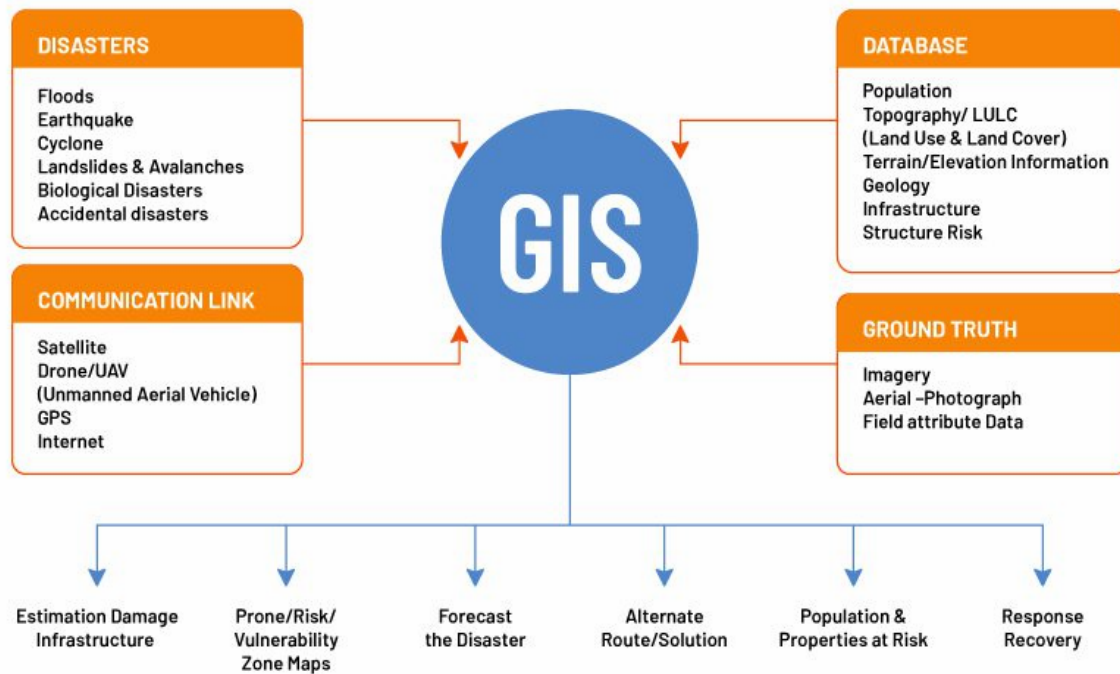 DISASTERS
Floods
Earthquake
Cyclone
Landslides & Avalanches
Biological Disasters
Accidental disasters
COMMUNICATION LINK
Satellite
Drone/UAV
(Unmanned Aerial Vehicle)
GPS
Internet
GIS
DATABASE
Population
Topography/ LULC
(Land Use & Land Cover)
Terrain/Elevation Information
Geology
Infrastructure
Structure Risk
GROUND TRUTH
Imagery
Aerial –Photograph
Field attribute Data
Estimation Damage
Infrastructure
Prone/Risk/
Vulnerability
Zone Maps
Forecast
the Disaster
Alternate
Route/Solution
Population &
Properties at Risk
Response
Recovery